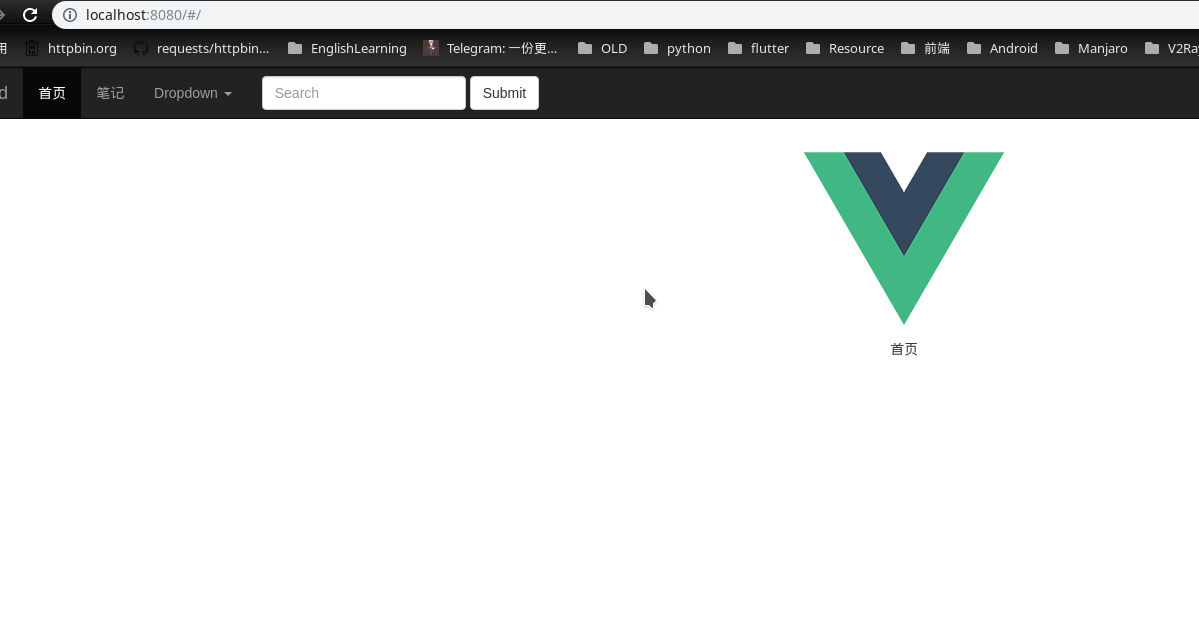 localhost:8080/#/
用 httpbin.org requests/httpbin... EnglishLearning Telegram: 一份更... OLD python flutter Resource 前端 Android Manjaro V2Ra
d 首页 笔记 Dropdown Search Submit
首页